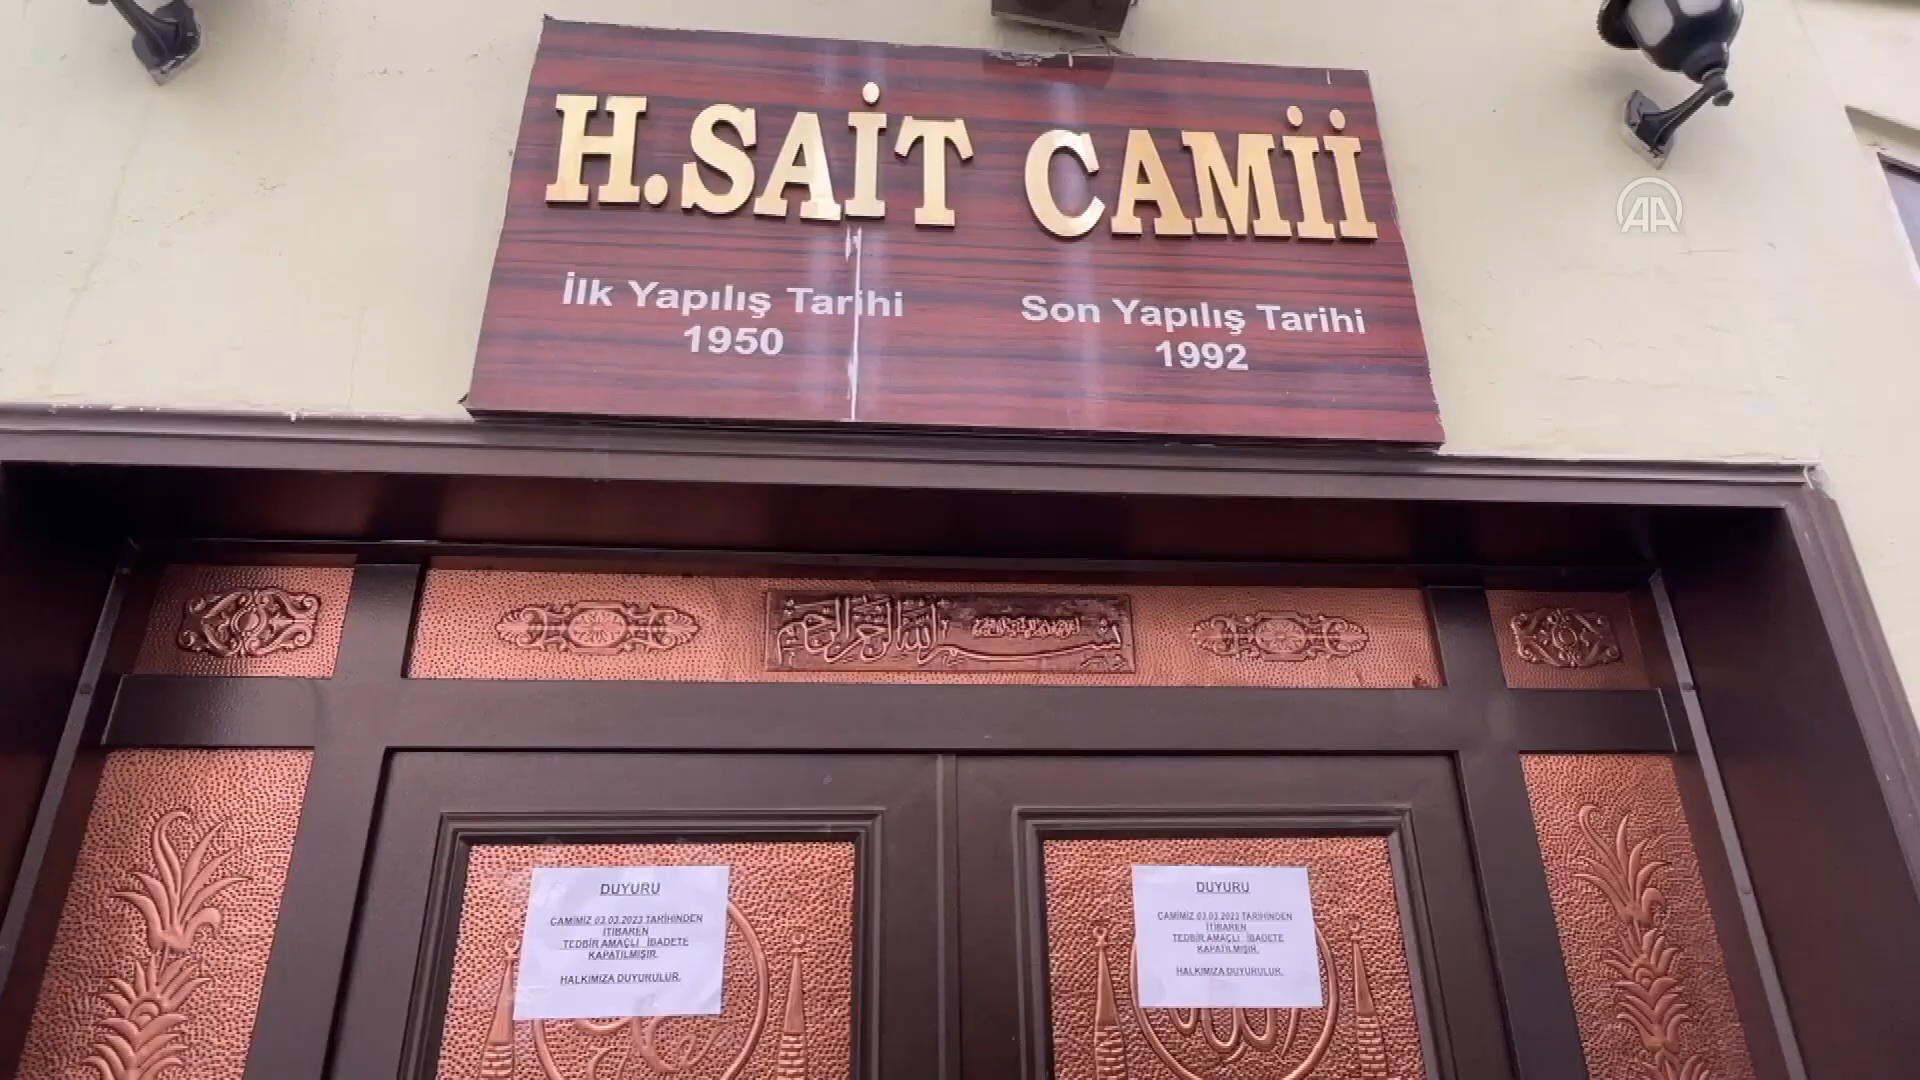 H.SAİT CAMİİ
İlk Yapılış Tarihi
1950
Son Yapılış Tarihi
1992
AA
DUYURU
CAMİMİZ 03.03.2023 TARİHİNDEN
İTİBAREN
TEDBİR AMAÇLI İBADETE
KAPATILMIŞIR.
HALKIMIZA DUYURULUR.
DUYURU
CAMİMİZ 03.03.2023 TARİHİNDEN
İTİBAREN
TEDBİR AMAÇLI İBADETE
KAPATILMIŞIR.
HALKIMIZA DUYURULUR.